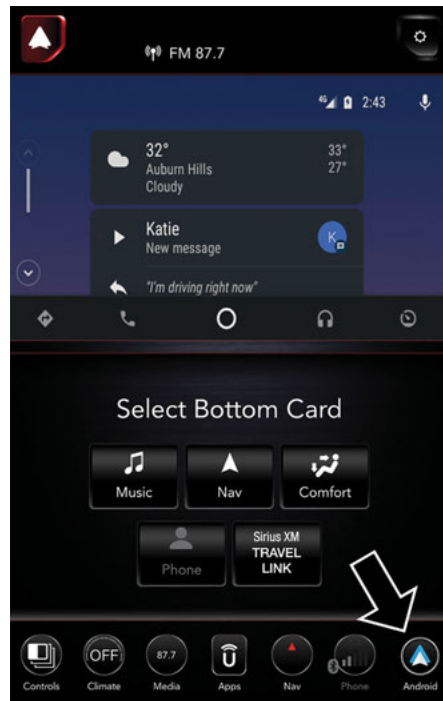 FM 87.7
4G 2:43
32° 33°
Auburn Hills 27°
Cloudy
Katie
New message
K
"I'm driving right now"
Select Bottom Card
Music Nav Comfort
Phone
Sirius XM
TRAVEL
LINK
OFF 87.7 Û
Controls Climate Media Apps Nav Phone Android